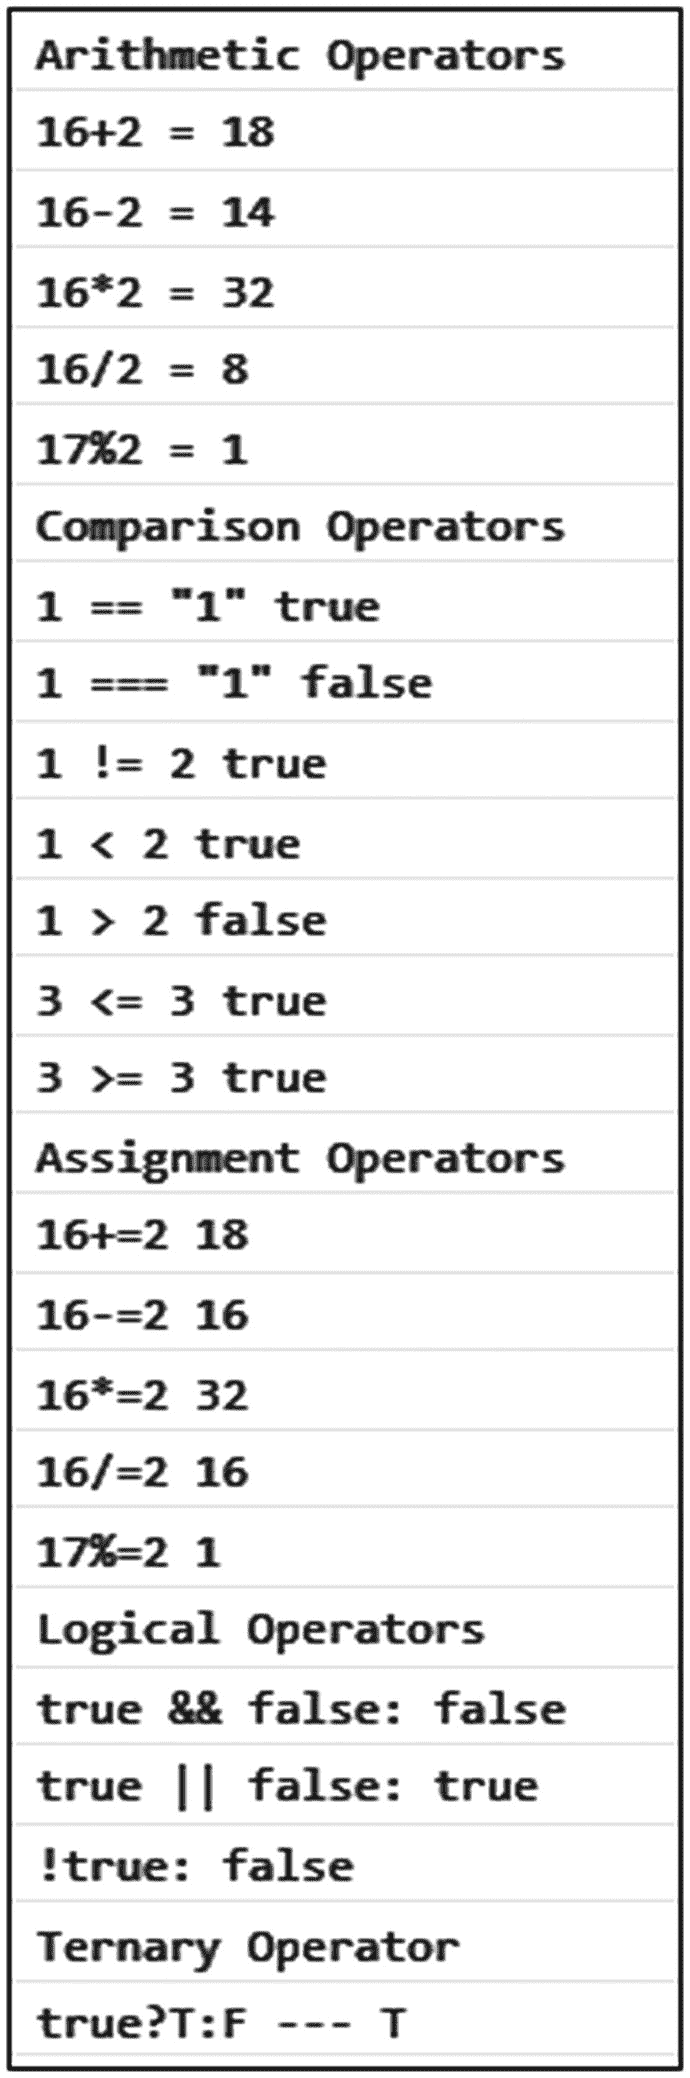 Arithmetic Operators
16+2 = 18
16-2 = 14
16*2 = 32
16/2 = 8
17%2 = 1
Comparison Operators
1 == "1" true
1 === "1" false
1 != 2 true
1 < 2 true
1 > 2 false
3 <= 3 true
3 >= 3 true
Assignment Operators
16+=2 18
16-=2 16
16*=2 32
16/=2 16
17%=2 1
Logical Operators
true && false: false
true || false: true
!true: false
Ternary Operator
true?T:F --- T